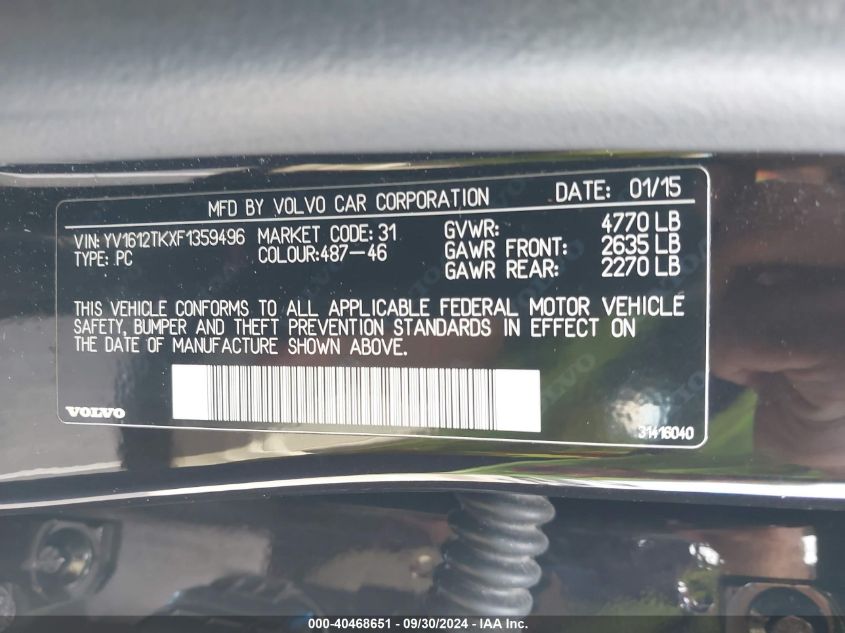 MFD BY VOLVO CAR CORPORATION DATE: 01/15
VIN: YV1612TKXF1359496 MARKET CODE: 31 GVWR: 4770 LB
TYPE: PC COLOUR:487-46 GAWR FRONT: 2635 LB
GAWR REAR: 2270 LB
THIS VEHICLE CONFORMS TO ALL APPLICABLE FEDERAL MOTOR VEHICLE
SAFETY, BUMPER AND THEFT PREVENTION STANDARDS IN EFFECT ON
THE DATE OF MANUFACTURE SHOWN ABOVE.
VOLVO
31416040
000-40468651 - 09/30/2024 - IAA Inc.